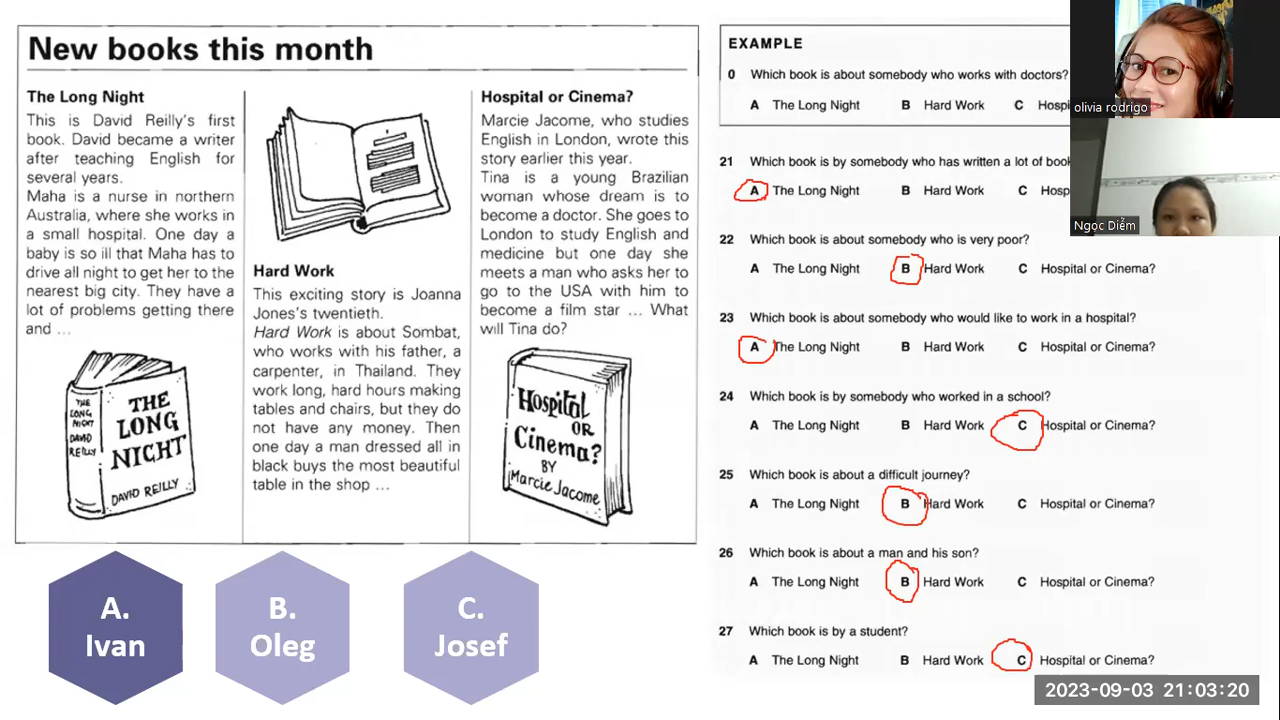 New books this month
The Long Night
This is David Reilly's first
book. David became a writer
after teaching English for
several years.
Maha is a nurse in northern
Australia, where she works in
a small hospital. One day a
baby is so ill that Maha has to
drive all night to get her to the
nearest big city. They have a
lot of problems getting there
and ...
THE
LONG
NIGHT
DAVID
REILLY
THE
LONG
NIGHT
DAVID REILLY
Hard Work
This exciting story is Joanna
Jones's twentieth.
Hard Work is about Sombat,
who works with his father, a
carpenter, in Thailand. They
work long, hard hours making
tables and chairs, but they do
not have any money. Then
one day a man dressed all in
black buys the most beautiful
table in the shop ...
Hospital or Cinema?
Marcie Jacome, who studies
English in London, wrote this
story earlier this year.
Tina is a young Brazilian
woman whose dream is to
become a doctor. She goes to
London to study English and
medicine but one day she
meets a man who asks her to
go to the USA with him to
become a film star ... What
will Tina do?
Hospital
OR
Cinema?
BY
Marcie Jacome
A.
Ivan
B.
Oleg
C.
Josef
EXAMPLE
0 Which book is about somebody who works with doctors?
A The Long Night B Hard Work C Hospi
21 Which book is by somebody who has written a lot of book
A The Long Night B Hard Work C Hosp
22 Which book is about somebody who is very poor?
A The Long Night B Hard Work C Hospital or Cinema?
23 Which book is about somebody who would like to work in a hospital?
A The Long Night B Hard Work C Hospital or Cinema?
24 Which book is by somebody who worked in a school?
A The Long Night B Hard Work C Hospital or Cinema?
25 Which book is about a difficult journey?
A The Long Night B Hard Work C Hospital or Cinema?
26 Which book is about a man and his son?
A The Long Night B Hard Work C Hospital or Cinema?
27 Which book is by a student?
A The Long Night B Hard Work C Hospital or Cinema?
olivia rodrigo
Ngọc Diễm
2023-09-03 21:03:20